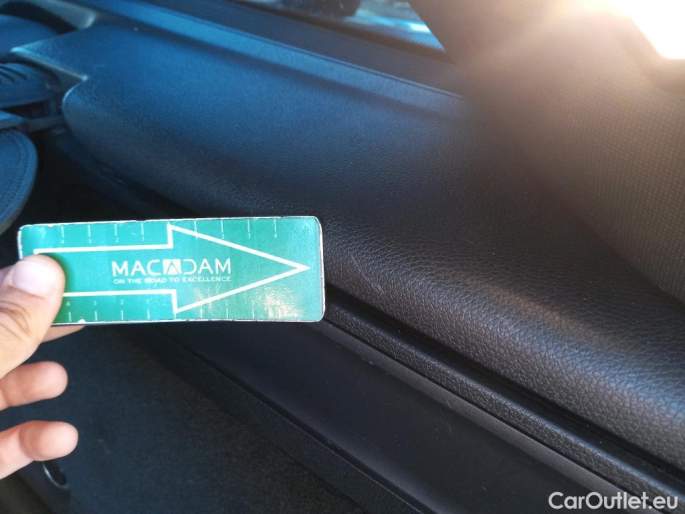 MACADAM
ON THE ROAD TO EXCELLENCE
CarOutlet.eu